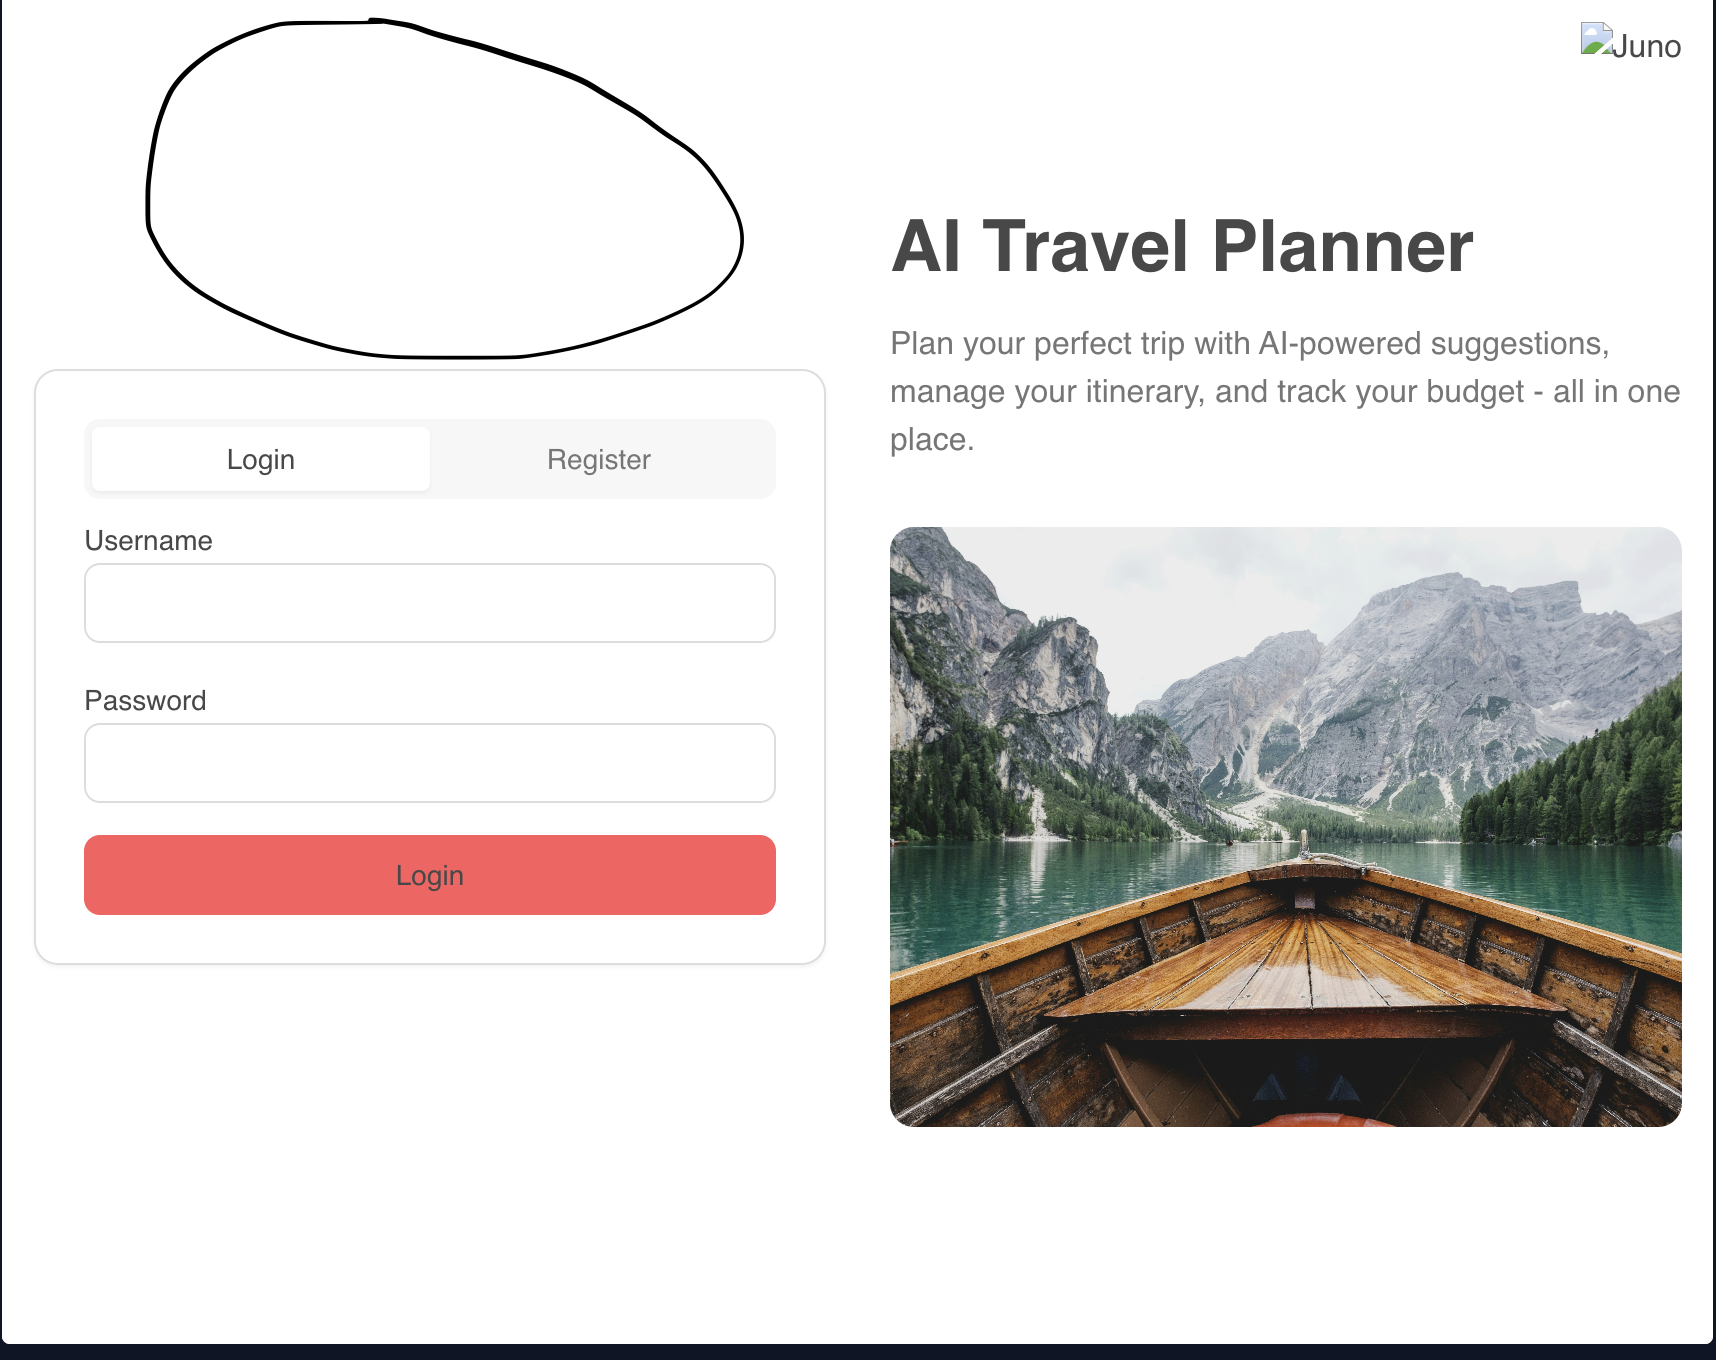 Juno
Login
Register
Username
Password
Login
AI Travel Planner
Plan your perfect trip with AI-powered suggestions,
manage your itinerary, and track your budget - all in one
place.